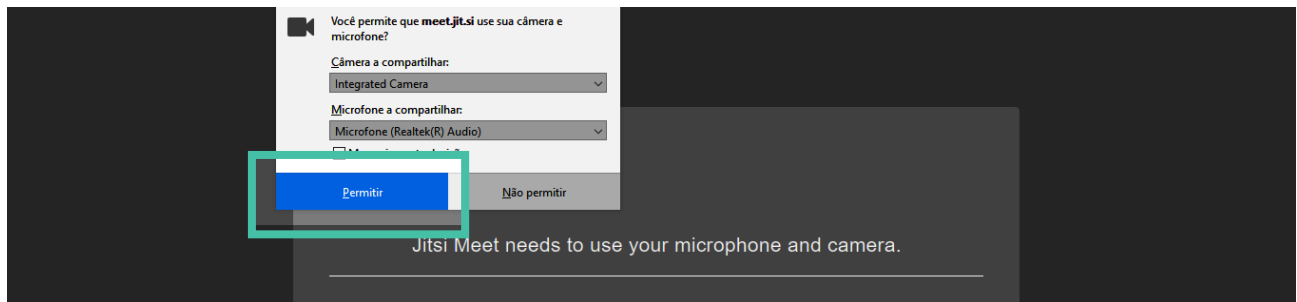 Você permite que meet.jit.si use sua câmera e
microfone?
Câmera a compartilhar:
Integrated Camera
Microfone a compartilhar:
Microfone (Realtek(R) Audio)
Permitir
Não permitir
Jitsi Meet needs to use your microphone and camera.